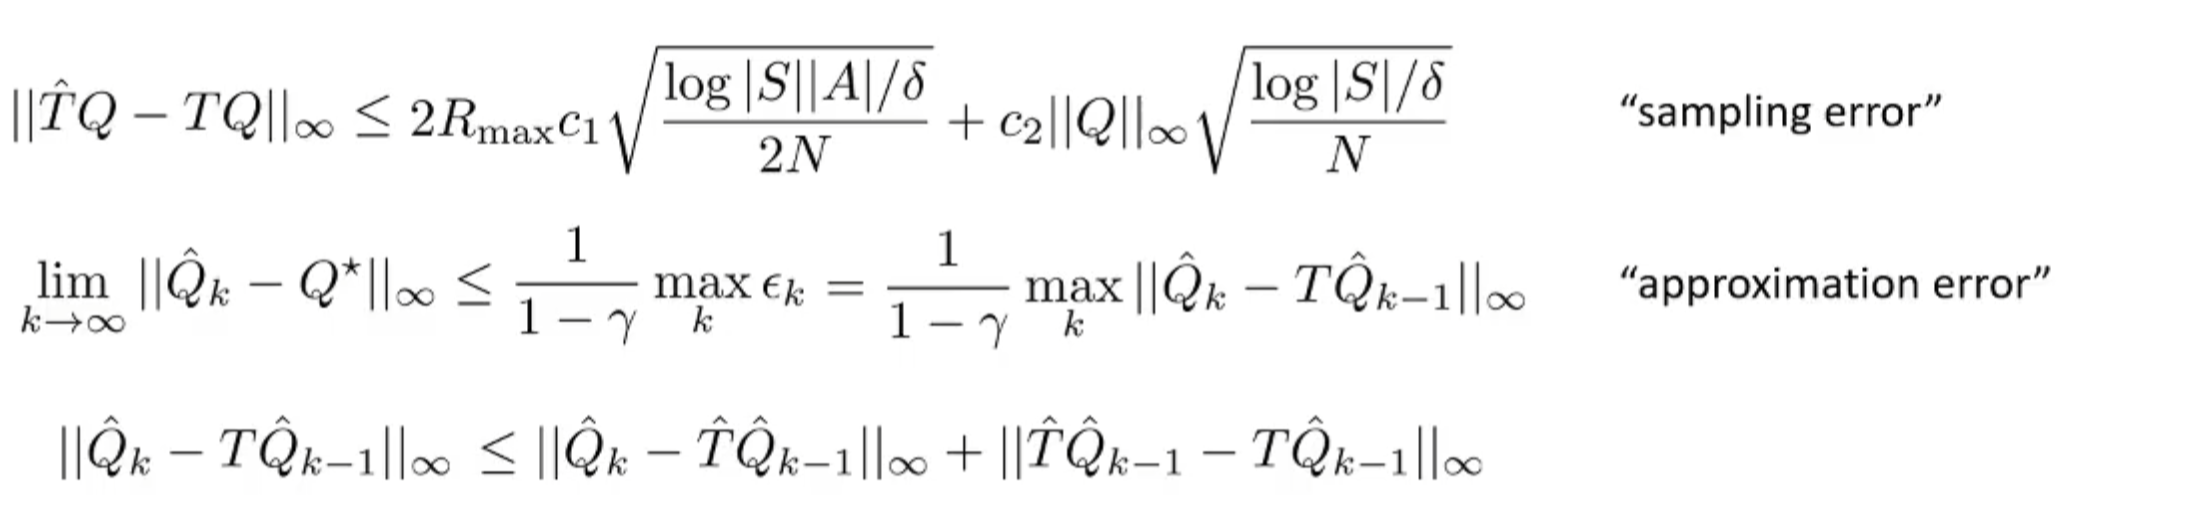 ||T̂Q − TQ||∞ ≤ 2R_max c₁ √(log |S||A|/δ / 2N) + c₂||Q||∞ √(log |S|/δ / N) “sampling error”
lim_{k→∞} ||Q̂_k − Q⋆||∞ ≤ 1/(1 − γ) max_k ϵ_k = 1/(1 − γ) max_k ||Q̂_k − TQ̂_{k−1}||∞ “approximation error”
||Q̂_k − TQ̂_{k−1}||∞ ≤ ||Q̂_k − T̂Q̂_{k−1}||∞ + ||T̂Q̂_{k−1} − TQ̂_{k−1}||∞